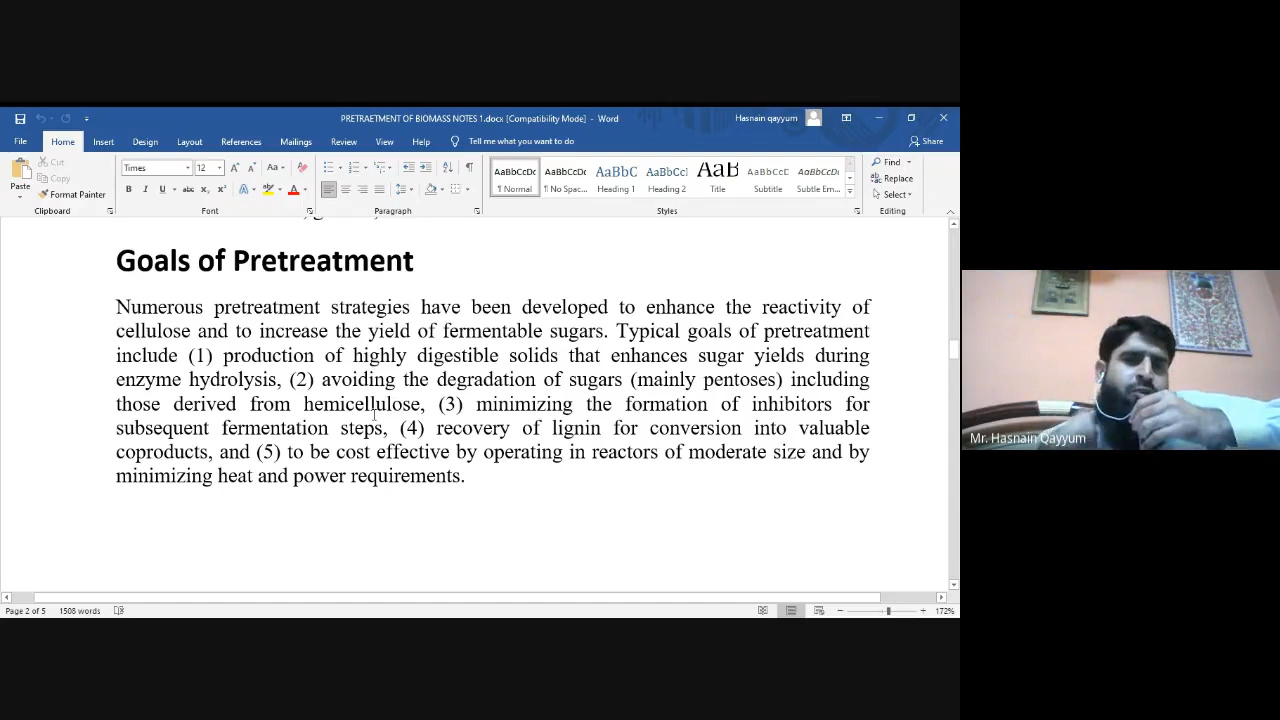 PRETRAETMENT OF BIOMASS NOTES 1.docx [Compatibility Mode] - Word
Hasnain qayyum
File Home Insert Design Layout References Mailings Review View Help Tell me what you want to do Share
Paste
Cut
Copy
Format Painter
Clipboard
Times 12
Font
Paragraph
AaBbCcDc AaBbCcDc AaBbC AaBbCcI AaB AaBbCcD AaBbCcDc
¶ Normal ¶ No Spac... Heading 1 Heading 2 Title Subtitle Subtle Em...
Styles
Find
Replace
Select
Editing
Goals of Pretreatment
Numerous pretreatment strategies have been developed to enhance the reactivity of
cellulose and to increase the yield of fermentable sugars. Typical goals of pretreatment
include (1) production of highly digestible solids that enhances sugar yields during
enzyme hydrolysis, (2) avoiding the degradation of sugars (mainly pentoses) including
those derived from hemicellulose, (3) minimizing the formation of inhibitors for
subsequent fermentation steps, (4) recovery of lignin for conversion into valuable
coproducts, and (5) to be cost effective by operating in reactors of moderate size and by
minimizing heat and power requirements.
Page 2 of 5 1508 words
172%
Mr. Hasnain Qayyum